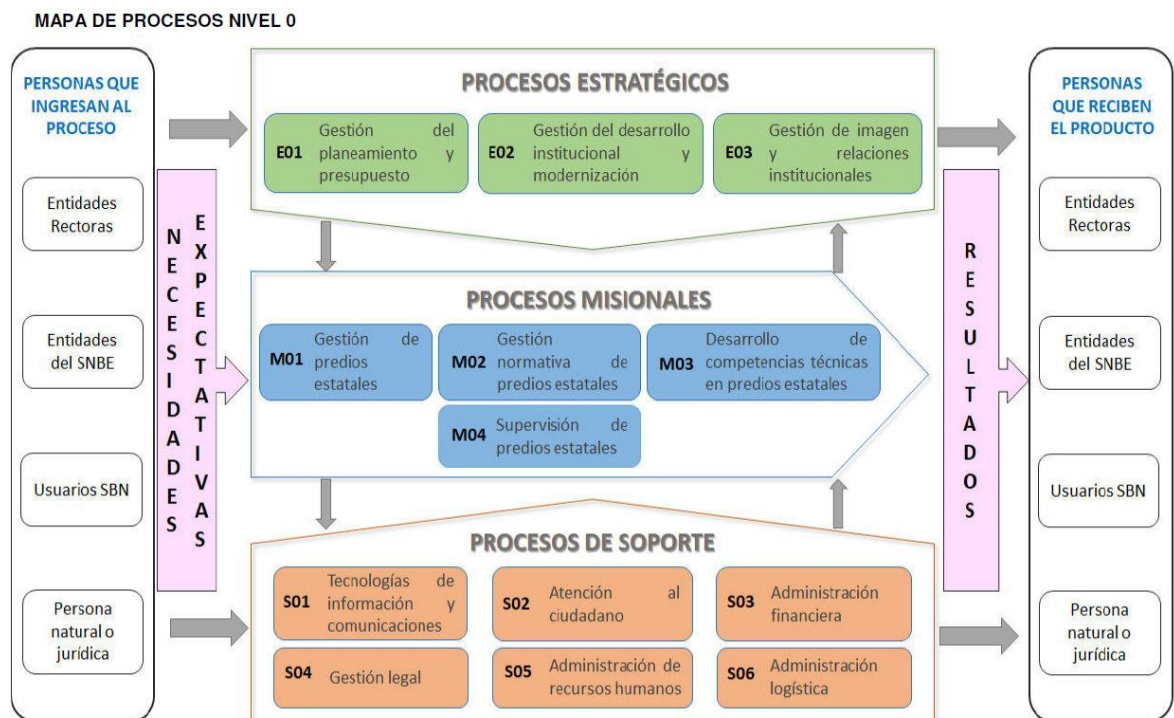 MAPA DE PROCESOS NIVEL 0
PERSONAS QUE
INGRESAN AL
PROCESO
Entidades
Rectoras
Entidades
del SNBE
Usuarios SBN
Persona
natural o
jurídica
NECESIDADES
EXPECTATIVAS
PROCESOS ESTRATÉGICOS
E01 Gestión del
planeamiento y
presupuesto
E02 Gestión del desarrollo
institucional y
modernización
E03 Gestión de imagen
y relaciones
institucionales
PROCESOS MISIONALES
M01 Gestión de
predios
estatales
M02 Gestión
normativa de
predios estatales
M03 Desarrollo de
competencias técnicas
en predios estatales
M04 Supervisión de
predios estatales
PROCESOS DE SOPORTE
S01 Tecnologías de
información y
comunicaciones
S02 Atención al
ciudadano
S03 Administración
financiera
S04 Gestión legal
S05 Administración de
recursos humanos
S06 Administración
logística
RESULTADOS
PERSONAS
QUE RECIBEN
EL PRODUCTO
Entidades
Rectoras
Entidades
del SNBE
Usuarios SBN
Persona
natural o
jurídica